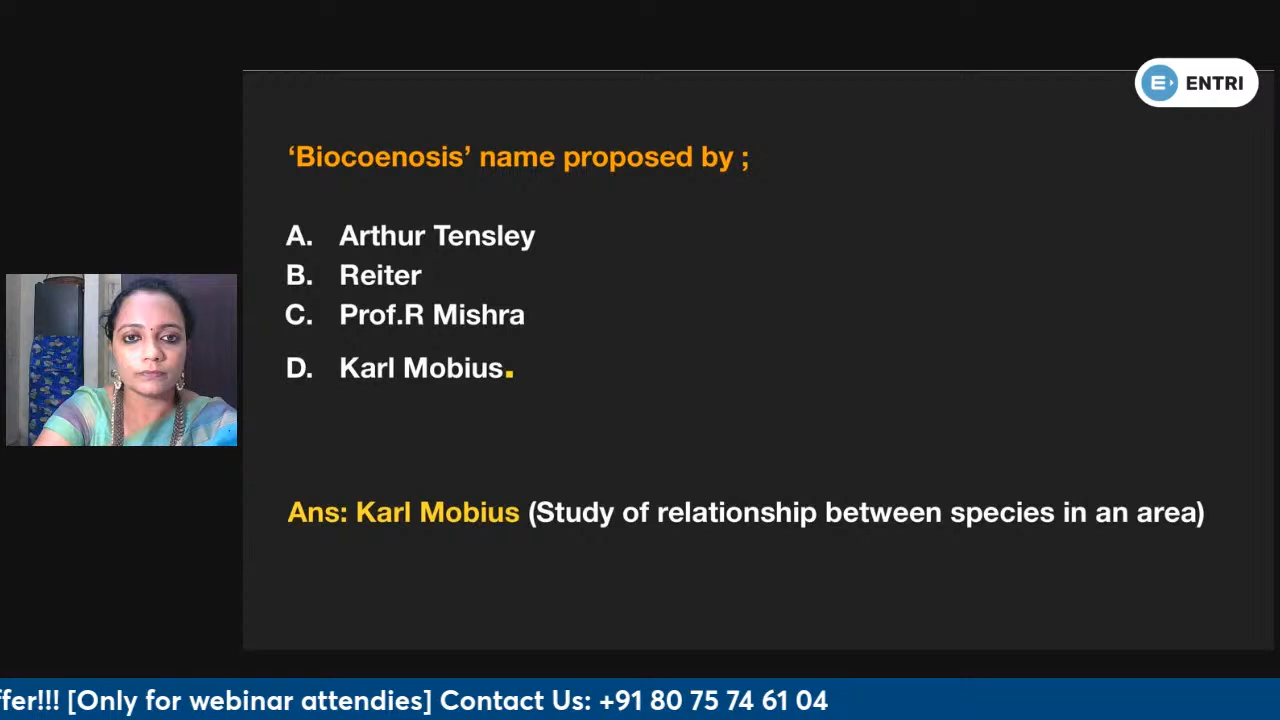 ENTRI
‘Biocoenosis’ name proposed by ;
A. Arthur Tensley
B. Reiter
C. Prof.R Mishra
D. Karl Mobius.
Ans: Karl Mobius (Study of relationship between species in an area)
ffer!!! [Only for webinar attendies] Contact Us: +91 80 75 74 61 04